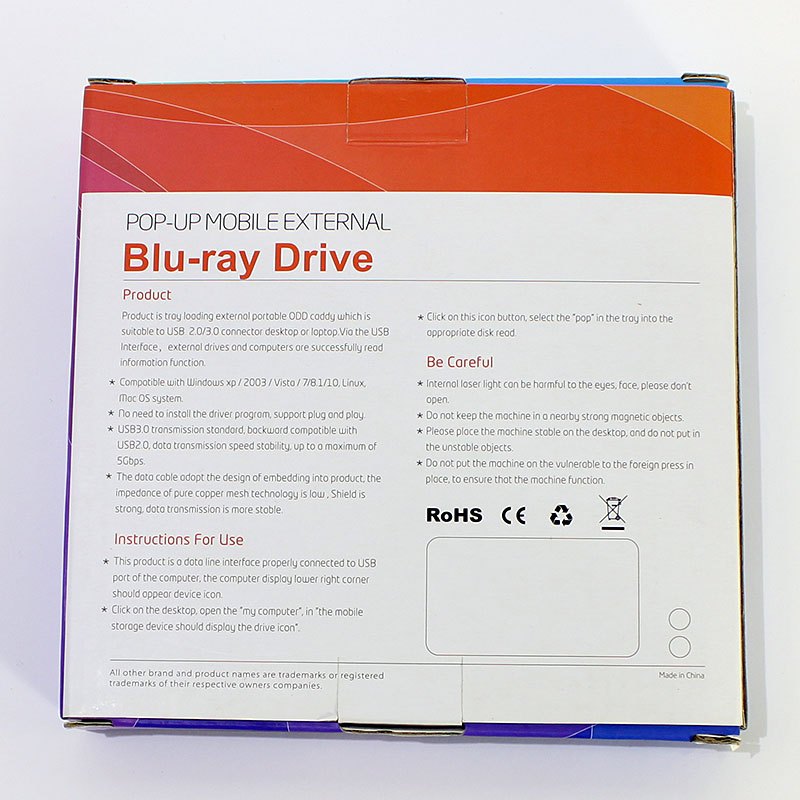 POP-UP MOBILE EXTERNAL
Blu-ray Drive
Product
Product is tray loading external portable ODD caddy which is
suitable to USB 2.0/3.0 connector desktop or laptop.Via the USB
Interface, external drives and computers are successfully read
information function.
* Compatible with Windows xp / 2003 / Vista / 7/8.1/10, Linux,
Mac OS system.
* No need to install the driver program, support plug and play.
* USB3.0 transmission standard, backward compatible with
USB2.0, data transmission speed stability, up to a maximum of
5Gbps.
* The data cable adopt the design of embedding into product, the
impedance of pure copper mesh technology is low , Shield is
strong, data transmission is more stable.
Instructions For Use
* This product is a data line interface properly connected to USB
port of the computer, the computer display lower right corner
should appear device icon.
* Click on the desktop, open the "my computer", in "the mobile
storage device should display the drive icon".
* Click on this icon button, select the "pop" in the tray into the
appropriate disk read.
Be Careful
* Internal laser light can be harmful to the eyes, face, please don't
open.
* Do not keep the machine in a nearby strong magnetic objects.
* Please place the machine stable on the desktop, and do not put in
the unstable objects.
* Do not put the machine on the vulnerable to the foreign press in
place, to ensure that the machine function.
RoHS CE
All other brand and product names are trademarks or registered
trademarks of their respective owners companies.
Made in China